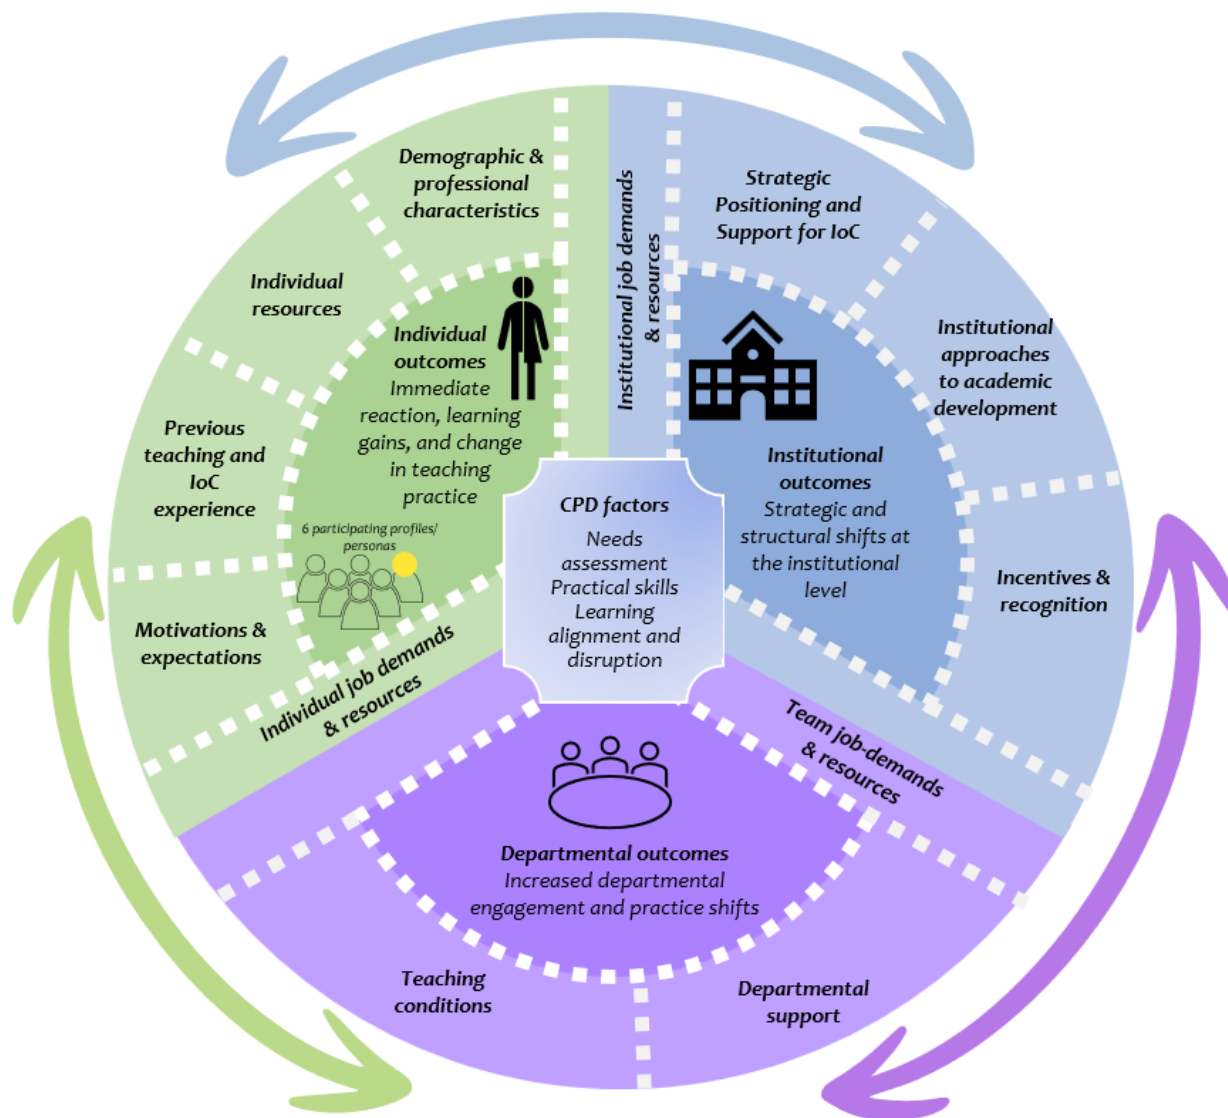 Demographic &
professional
characteristics
Individual
resources
Previous
teaching and
IoC
experience
Motivations &
expectations
Individual
outcomes
Immediate
reaction, learning
gains, and change
in teaching
practice
6 participating profiles/
personas
Individual job demands
& resources
Institutional job demands
& resources
Strategic
Positioning and
Support for IoC
Institutional
approaches
to academic
development
Incentives &
recognition
Institutional
outcomes
Strategic and
structural shifts at
the institutional
level
CPD factors
Needs
assessment
Practical skills
Learning
alignment and
disruption
Team job-demands
& resources
Departmental outcomes
Increased departmental
engagement and practice shifts
Teaching
conditions
Departmental
support